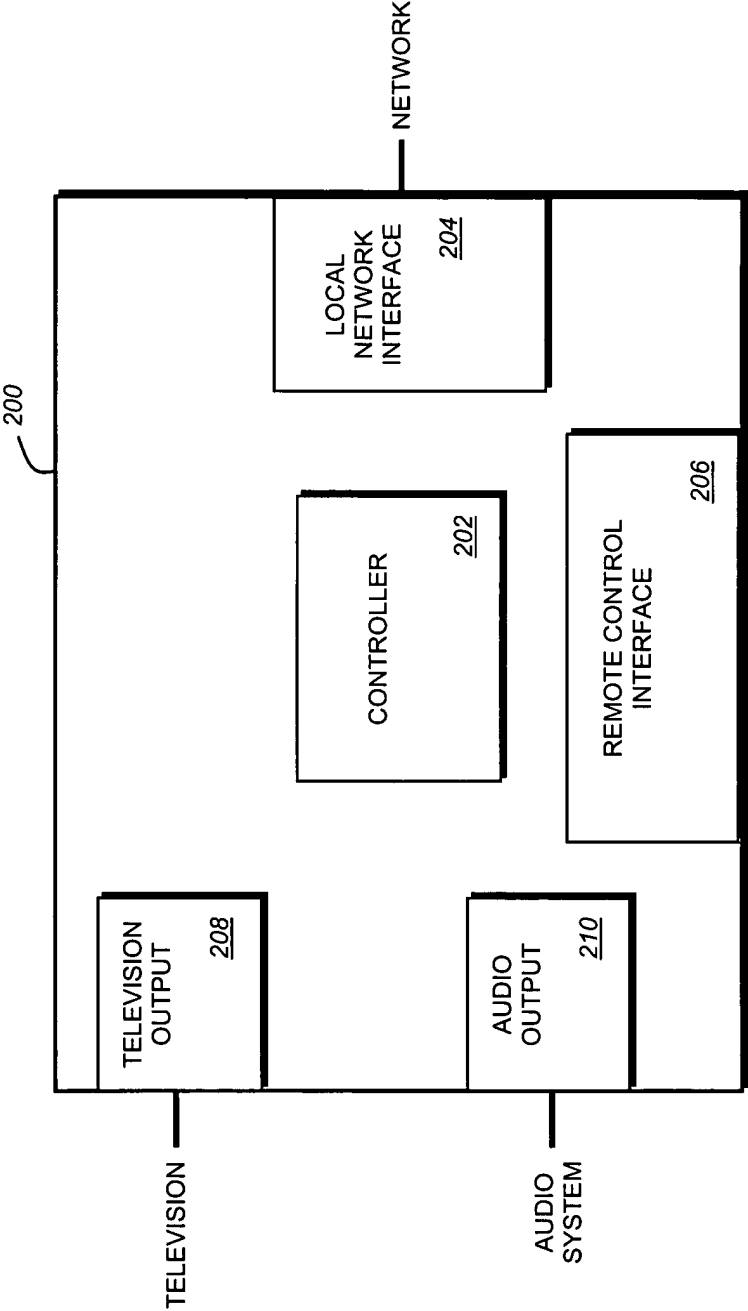 200
TELEVISION
TELEVISION
OUTPUT
208
AUDIO
SYSTEM
AUDIO
OUTPUT
210
CONTROLLER
202
REMOTE CONTROL
INTERFACE
206
LOCAL
NETWORK
INTERFACE
204
NETWORK